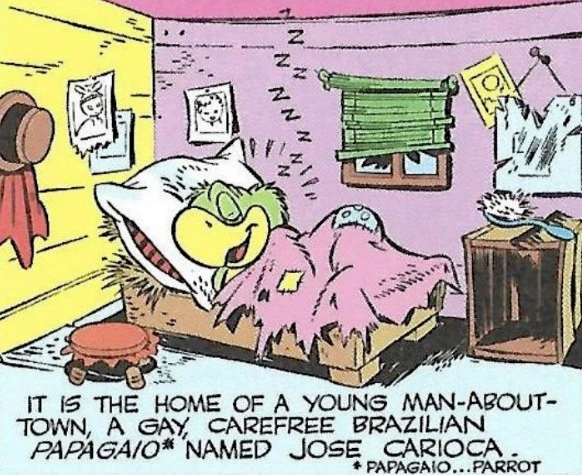 Z
Z
Z
Z
Z
Z
Z
Z
Z
Z
IT IS THE HOME OF A YOUNG MAN-ABOUT-
TOWN, A GAY, CAREFREE BRAZILIAN
PAPAGAIO* NAMED JOSE CARIOCA.
* PAPAGAIO...PARROT